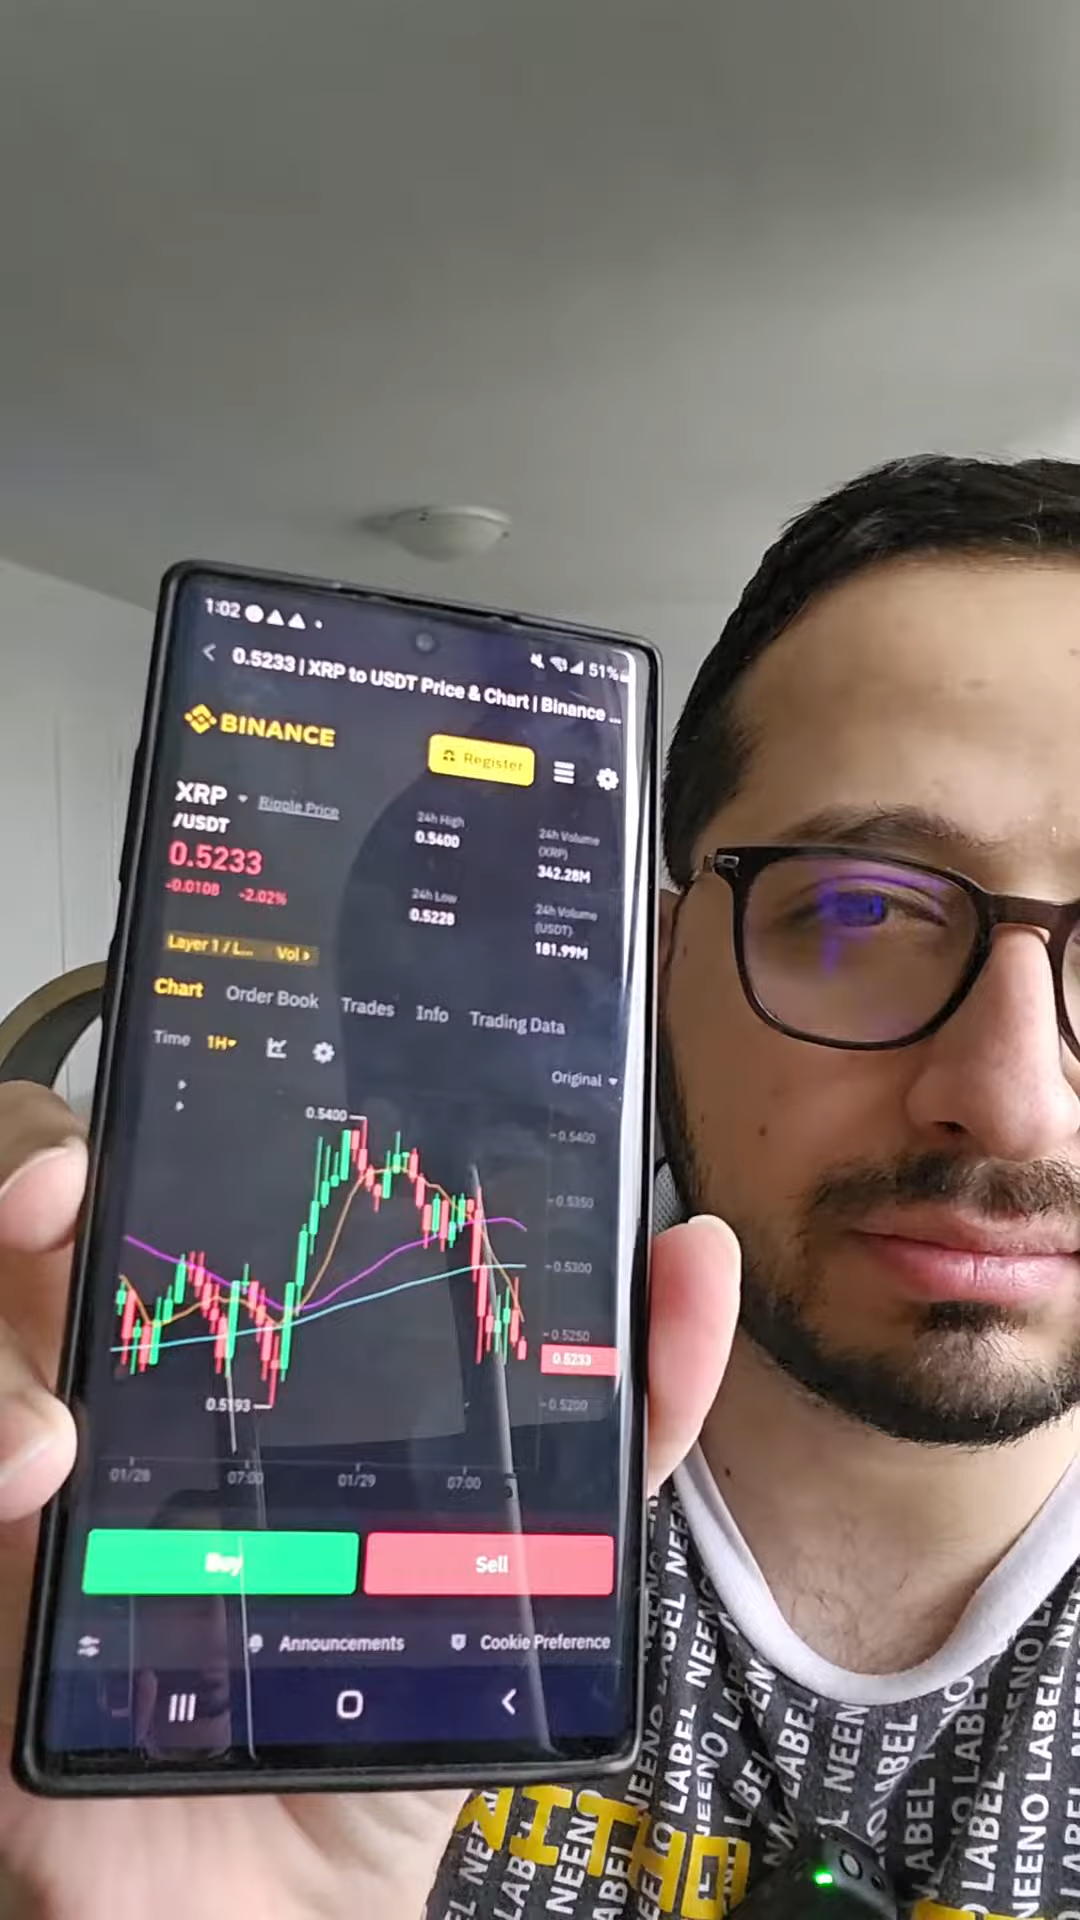 1:02
51%
0.5233 | XRP to USDT Price & Chart | Binance ...
BINANCE
Register
XRP Ripple Price
/USDT
0.5233
-0.0108 -2.02%
24h High
0.5400
24h Volume
(XRP)
342.28M
24h Low
0.5228
24h Volume
(USDT)
181.99M
Layer 1 / L... Vol
Chart Order Book Trades Info Trading Data
Time 1H
Original
0.5400
0.5400
0.5350
0.5300
0.5250
0.5233
0.5200
0.5193
01/28 07:00 01/29 07:00
Buy Sell
Announcements Cookie Preference
NEENO LABEL